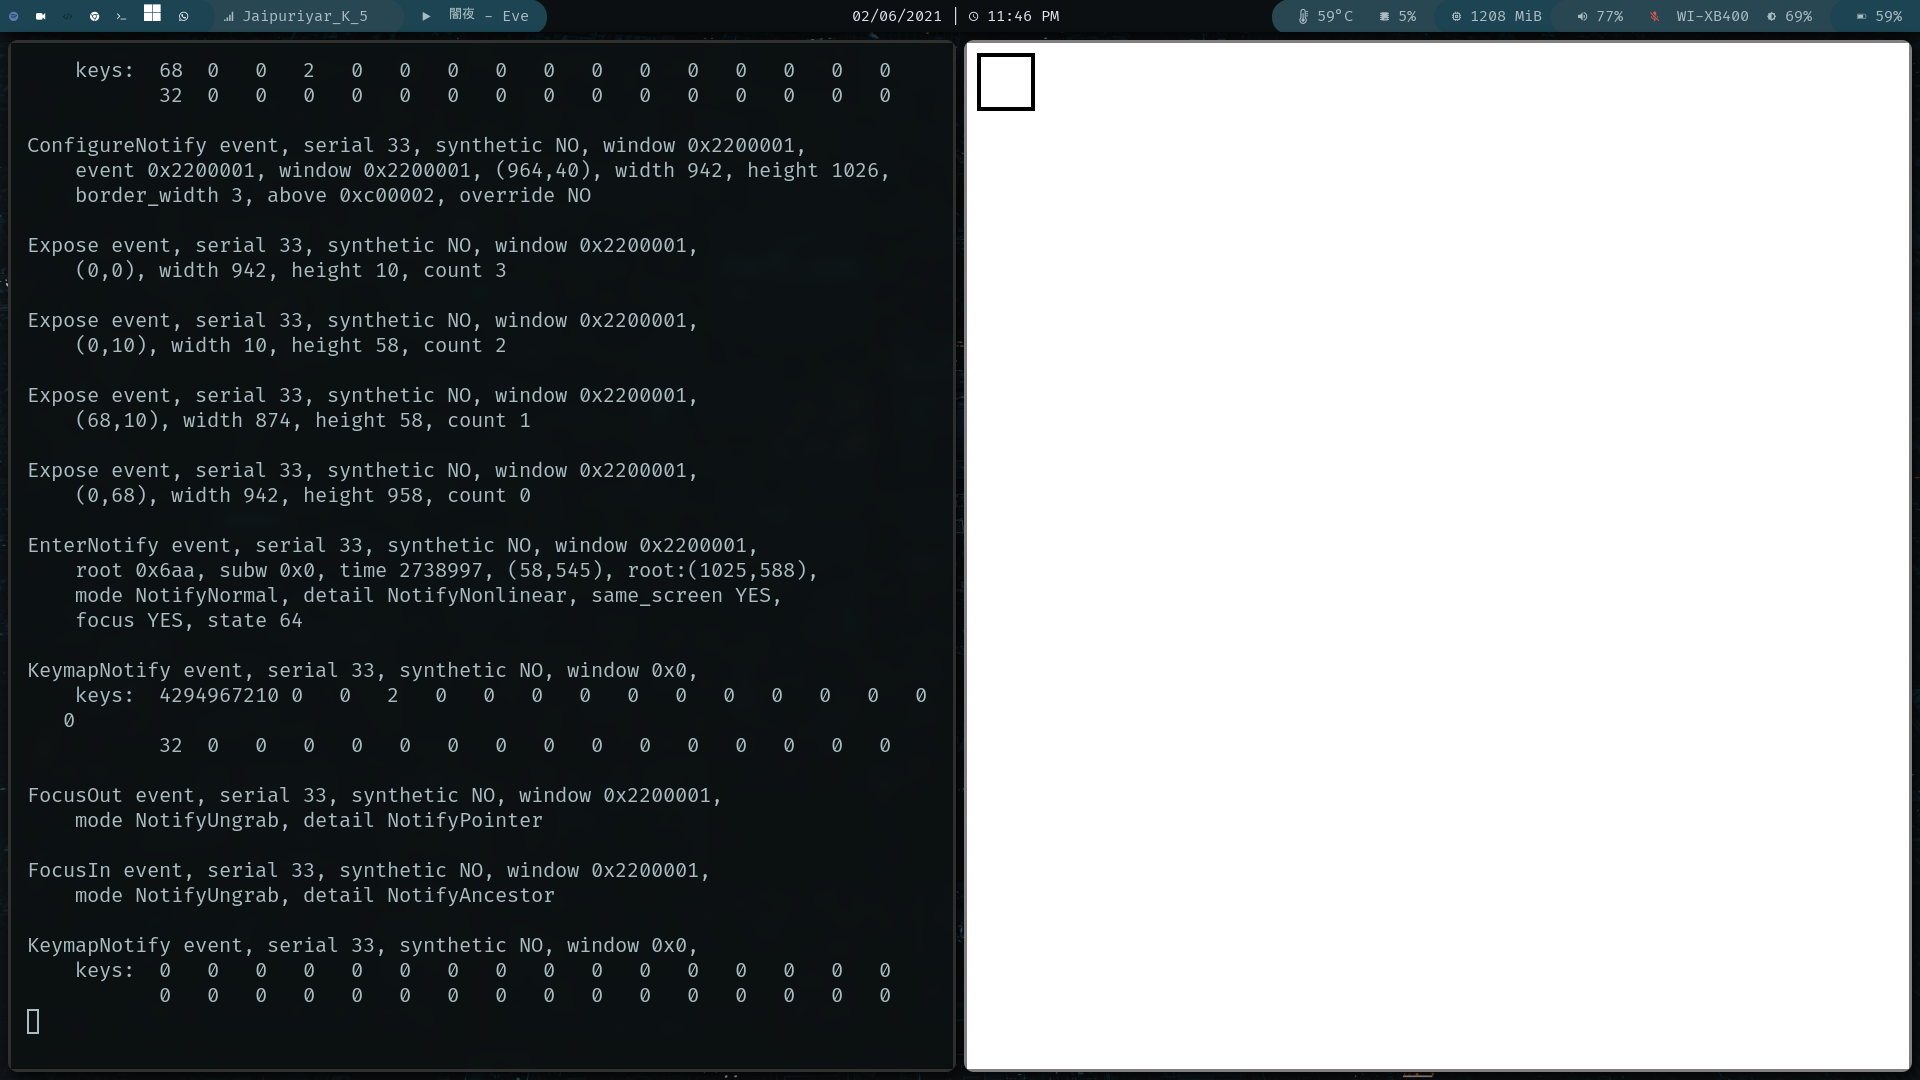 Jaipuriyar_K_5
闇夜 - Eve
02/06/2021 | 11:46 PM
59°C
5%
1208 MiB
77%
WI-XB400
69%
59%
keys:  68  0   0   2   0   0   0   0   0   0   0   0   0   0   0   0
32  0   0   0   0   0   0   0   0   0   0   0   0   0   0   0
ConfigureNotify event, serial 33, synthetic NO, window 0x2200001,
event 0x2200001, window 0x2200001, (964,40), width 942, height 1026,
border_width 3, above 0xc00002, override NO
Expose event, serial 33, synthetic NO, window 0x2200001,
(0,0), width 942, height 10, count 3
Expose event, serial 33, synthetic NO, window 0x2200001,
(0,10), width 10, height 58, count 2
Expose event, serial 33, synthetic NO, window 0x2200001,
(68,10), width 874, height 58, count 1
Expose event, serial 33, synthetic NO, window 0x2200001,
(0,68), width 942, height 958, count 0
EnterNotify event, serial 33, synthetic NO, window 0x2200001,
root 0x6aa, subw 0x0, time 2738997, (58,545), root:(1025,588),
mode NotifyNormal, detail NotifyNonlinear, same_screen YES,
focus YES, state 64
KeymapNotify event, serial 33, synthetic NO, window 0x0,
keys:  4294967210 0   0   2   0   0   0   0   0   0   0   0   0   0   0
0
32  0   0   0   0   0   0   0   0   0   0   0   0   0   0   0
FocusOut event, serial 33, synthetic NO, window 0x2200001,
mode NotifyUngrab, detail NotifyPointer
FocusIn event, serial 33, synthetic NO, window 0x2200001,
mode NotifyUngrab, detail NotifyAncestor
KeymapNotify event, serial 33, synthetic NO, window 0x0,
keys:  0   0   0   0   0   0   0   0   0   0   0   0   0   0   0   0
0   0   0   0   0   0   0   0   0   0   0   0   0   0   0   0